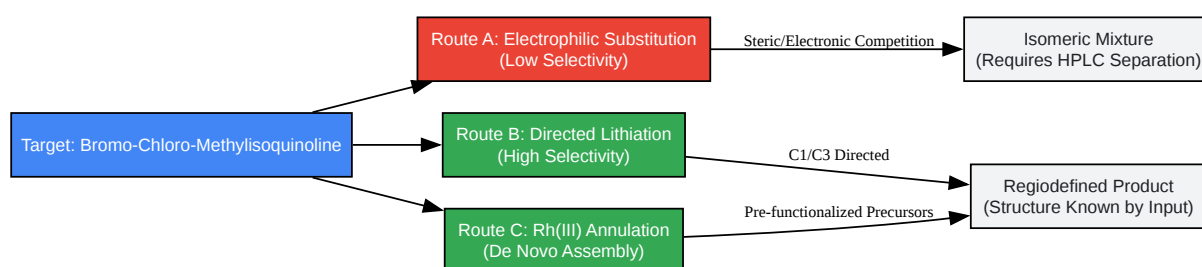 Route A: Electrophilic Substitution
(Low Selectivity)
Steric/Electronic Competition
Isomeric Mixture
(Requires HPLC Separation)
Target: Bromo-Chloro-Methylisoquinoline
Route B: Directed Lithiation
(High Selectivity)
C1/C3 Directed
Regiodefined Product
(Structure Known by Input)
Pre-functionalized Precursors
Route C: Rh(III) Annulation
(De Novo Assembly)